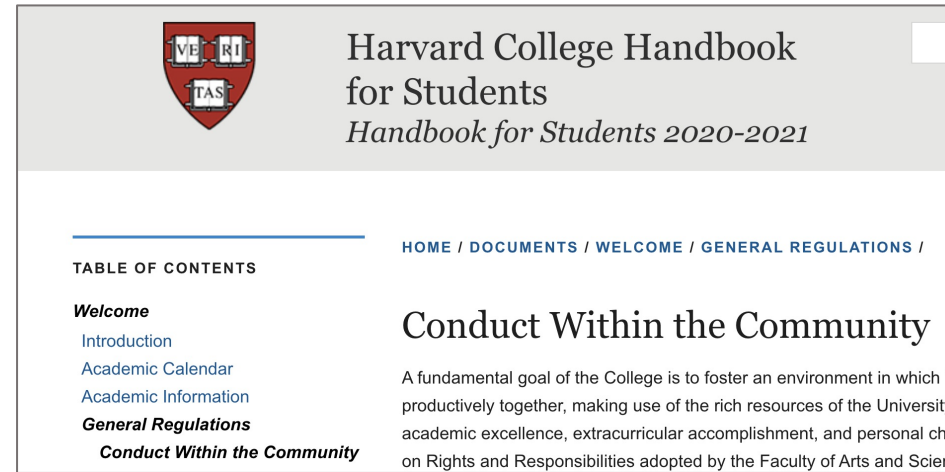 VE RI
TAS
Harvard College Handbook
for Students
Handbook for Students 2020-2021
TABLE OF CONTENTS
Welcome
Introduction
Academic Calendar
Academic Information
General Regulations
Conduct Within the Community
HOME / DOCUMENTS / WELCOME / GENERAL REGULATIONS /
Conduct Within the Community
A fundamental goal of the College is to foster an environment in which
productively together, making use of the rich resources of the Universit
academic excellence, extracurricular accomplishment, and personal ch
on Rights and Responsibilities adopted by the Faculty of Arts and Scien